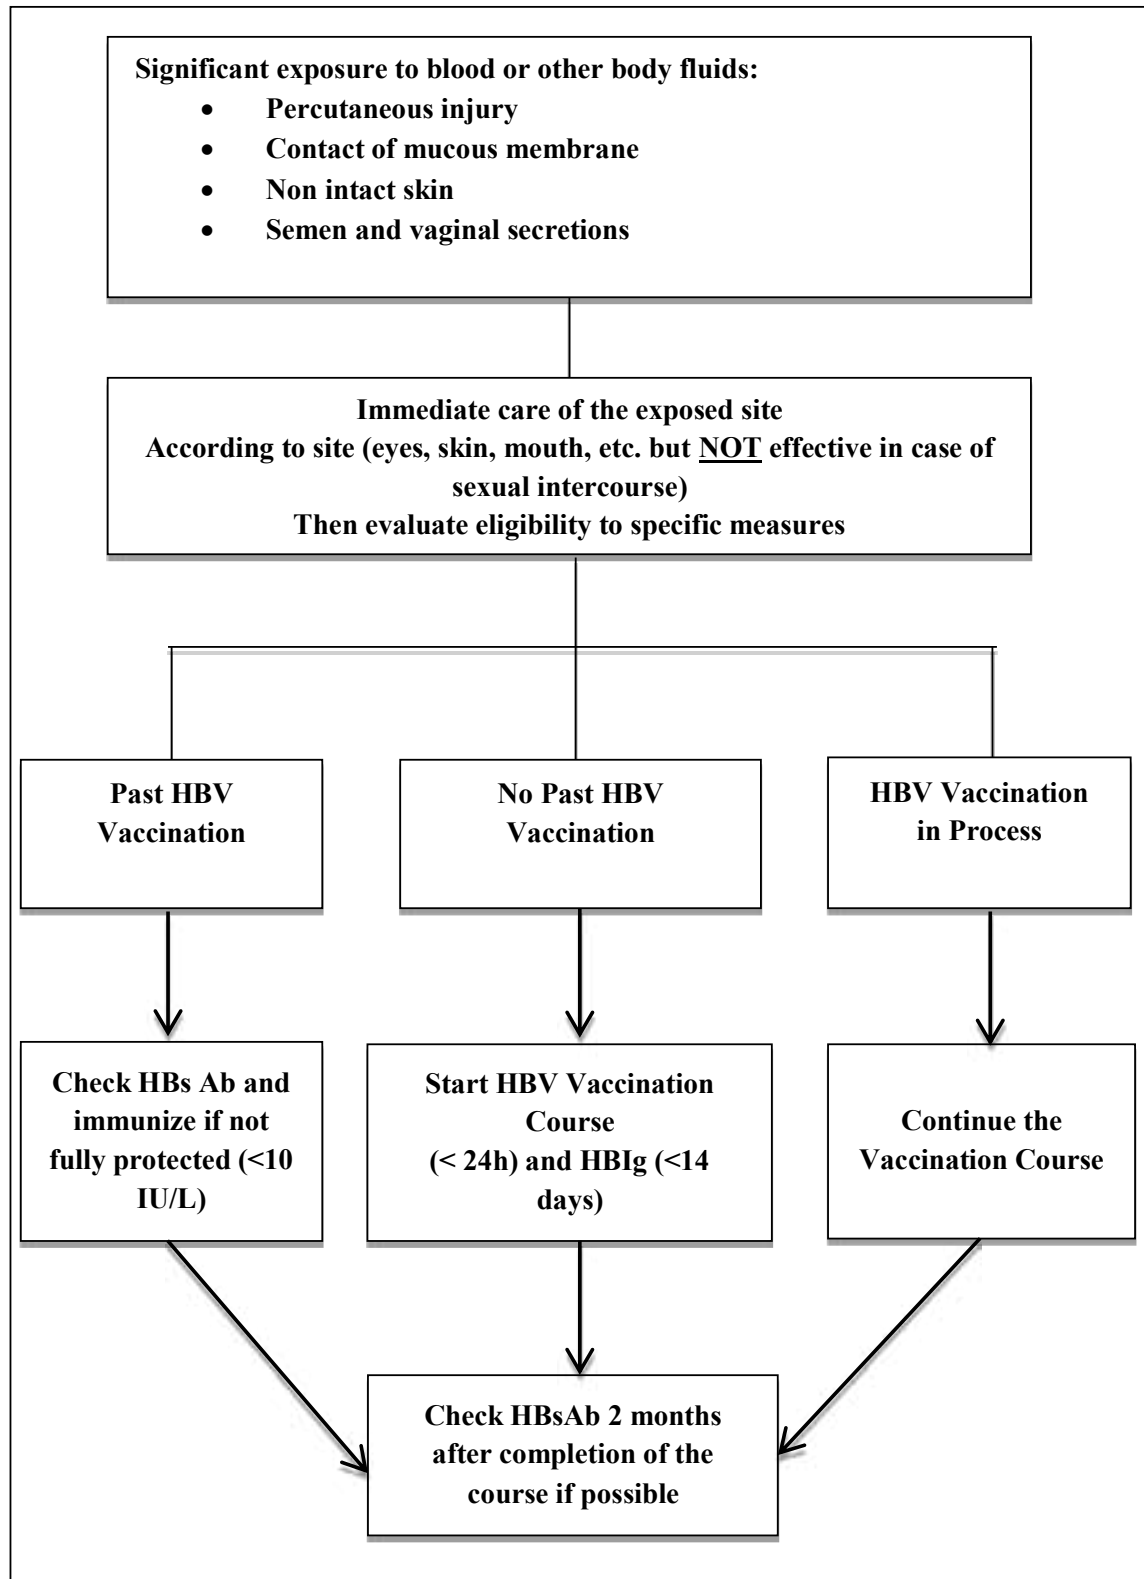 Significant exposure to blood or other body fluids:
• Percutaneous injury
• Contact of mucous membrane
• Non intact skin
• Semen and vaginal secretions
Immediate care of the exposed site
According to site (eyes, skin, mouth, etc. but NOT effective in case of
sexual intercourse)
Then evaluate eligibility to specific measures
Past HBV
Vaccination
No Past HBV
Vaccination
HBV Vaccination
in Process
Check HBs Ab and
immunize if not
fully protected (<10
IU/L)
Start HBV Vaccination
Course
(< 24h) and HBIg (<14
days)
Continue the
Vaccination Course
Check HBsAb 2 months
after completion of the
course if possible